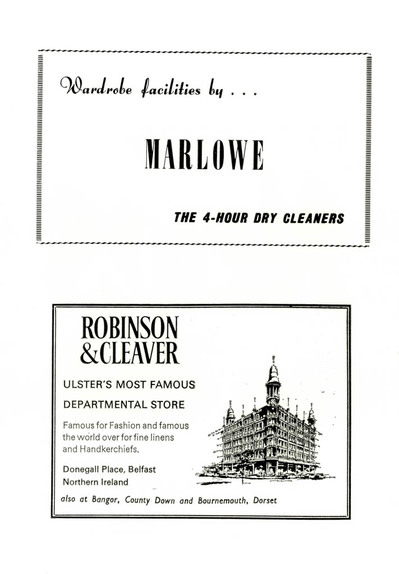 Wardrobe facilities by . . .
MARLOWE
THE 4-HOUR DRY CLEANERS
ROBINSON
& CLEAVER
ULSTER'S MOST FAMOUS
DEPARTMENTAL STORE
Famous for Fashion and famous
the world over for fine linens
and Handkerchiefs.
Donegall Place, Belfast
Northern Ireland
also at Bangor, County Down and Bournemouth, Dorset